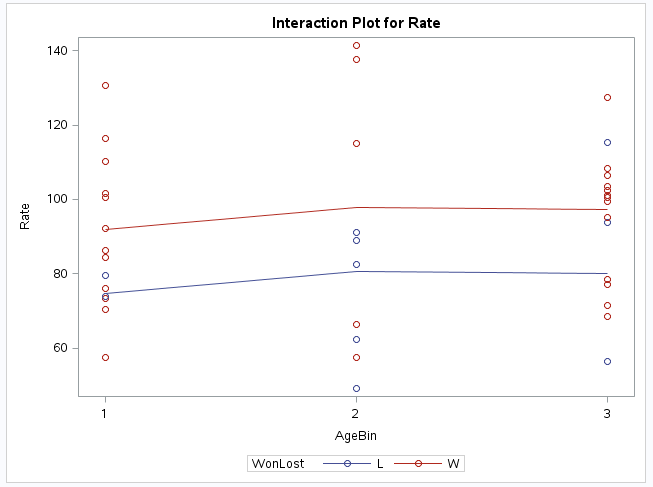 Interaction Plot for Rate
140
120
100
80
60
Rate
1 2 3
AgeBin
WonLost L W